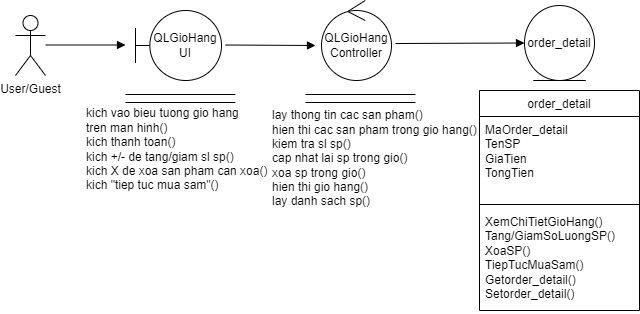 User/Guest
QLGioHang
UI
kich vao bieu tuong gio hang
tren man hinh()
kich thanh toan()
kich +/- de tang/giam sl sp()
kich X de xoa san pham can xoa()
kich "tiep tuc mua sam"()
QLGioHang
Controller
lay thong tin cac san pham()
hien thi cac san pham trong gio hang()
kiem tra sl sp()
cap nhat lai sp trong gio()
xoa sp trong gio()
hien thi gio hang()
lay danh sach sp()
order_detail
order_detail
MaOrder_detail
TenSP
GiaTien
TongTien
XemChiTietGioHang()
Tang/GiamSoLuongSP()
XoaSP()
TiepTucMuaSam()
Getorder_detail()
Setorder_detail()